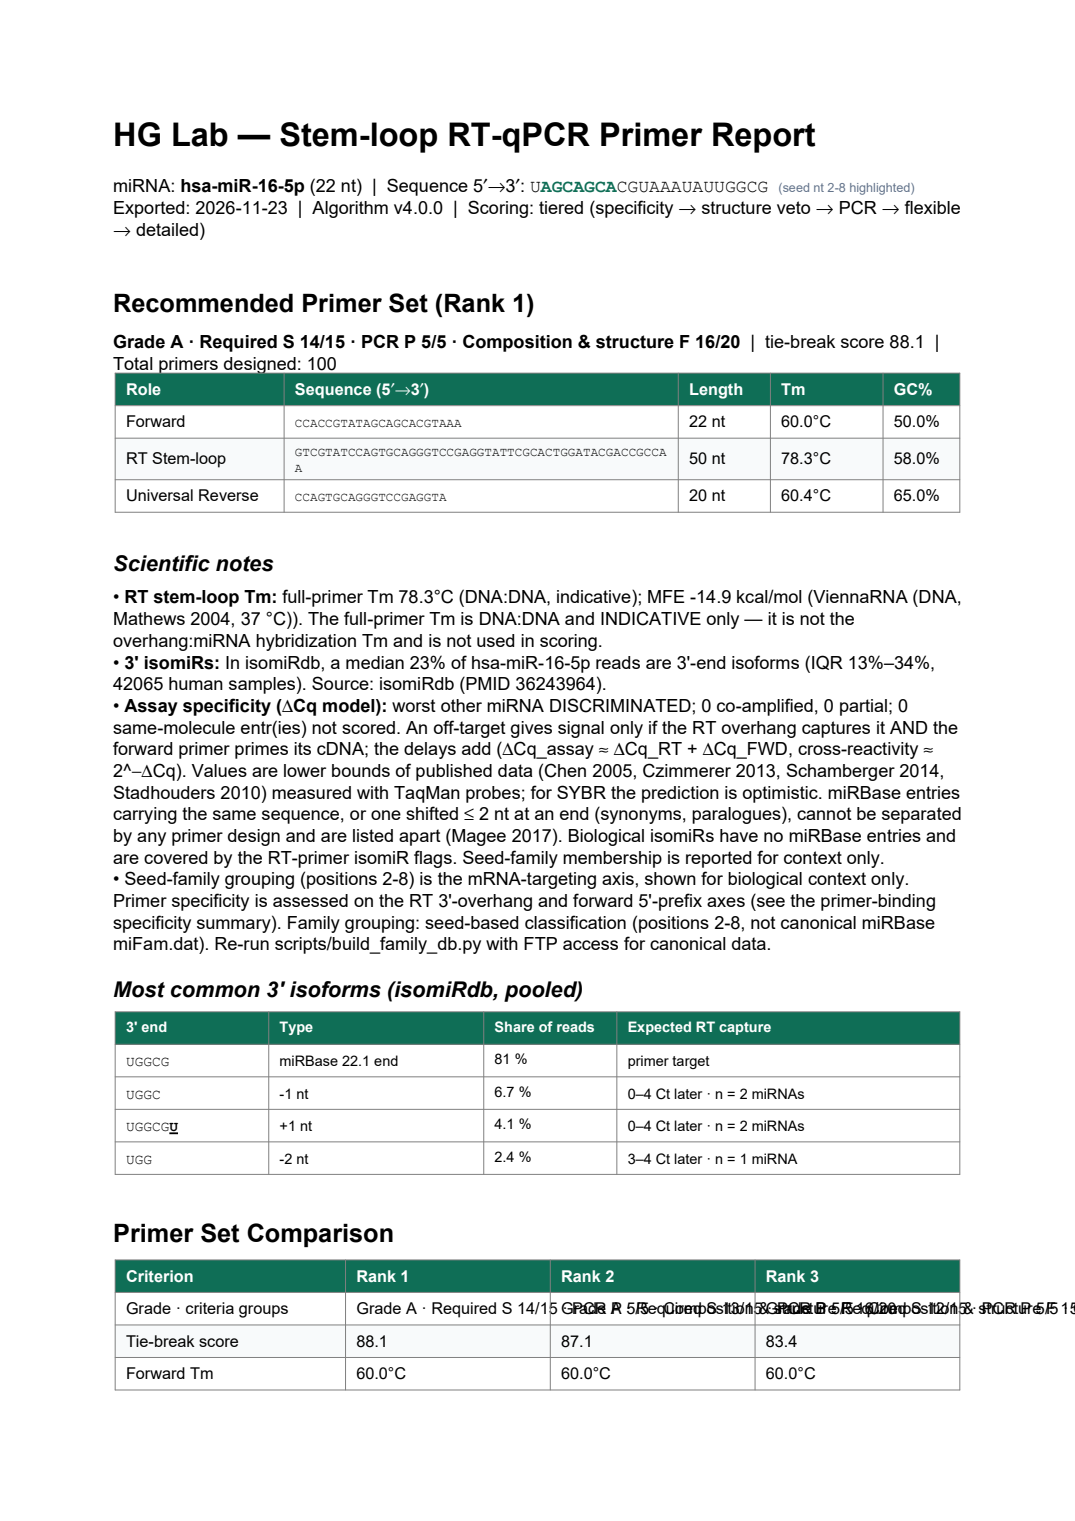 HG Lab — Stem-loop RT-qPCR Primer Report
miRNA: hsa-miR-16-5p (22 nt) | Sequence 5′→3′: UAGCAGCACGUAAAUAUUGGCG (seed nt 2-8 highlighted)
Exported: 2026-11-23 | Algorithm v4.0.0 | Scoring: tiered (specificity → structure veto → PCR → flexible
→ detailed)
Recommended Primer Set (Rank 1)
Grade A · Required S 14/15 · PCR P 5/5 · Composition & structure F 16/20 | tie-break score 88.1 |
Total primers designed: 100
Role Sequence (5′→3′) Length Tm GC%
Forward CCACCGTATAGCAGCACGTAAA 22 nt 60.0°C 50.0%
RT Stem-loop GTCGTATCCAGTGCAGGGTCCGAGGTATTCGCACTGGATACGACCGCCA 50 nt 78.3°C 58.0%
A
Universal Reverse CCAGTGCAGGGTCCGAGGTA 20 nt 60.4°C 65.0%
Scientific notes
• RT stem-loop Tm: full-primer Tm 78.3°C (DNA:DNA, indicative); MFE -14.9 kcal/mol (ViennaRNA (DNA,
Mathews 2004, 37 °C)). The full-primer Tm is DNA:DNA and INDICATIVE only — it is not the
overhang:miRNA hybridization Tm and is not used in scoring.
• 3' isomiRs: In isomiRdb, a median 23% of hsa-miR-16-5p reads are 3'-end isoforms (IQR 13%–34%,
42065 human samples). Source: isomiRdb (PMID 36243964).
• Assay specificity (ΔCq model): worst other miRNA DISCRIMINATED; 0 co-amplified, 0 partial; 0
same-molecule entr(ies) not scored. An off-target gives signal only if the RT overhang captures it AND the
forward primer primes its cDNA; the delays add (ΔCq_assay ≈ ΔCq_RT + ΔCq_FWD, cross-reactivity ≈
2^−ΔCq). Values are lower bounds of published data (Chen 2005, Czimmerer 2013, Schamberger 2014,
Stadhouders 2010) measured with TaqMan probes; for SYBR the prediction is optimistic. miRBase entries
carrying the same sequence, or one shifted ≤ 2 nt at an end (synonyms, paralogues), cannot be separated
by any primer design and are listed apart (Magee 2017). Biological isomiRs have no miRBase entries and
are covered by the RT-primer isomiR flags. Seed-family membership is reported for context only.
• Seed-family grouping (positions 2-8) is the mRNA-targeting axis, shown for biological context only.
Primer specificity is assessed on the RT 3'-overhang and forward 5'-prefix axes (see the primer-binding
specificity summary). Family grouping: seed-based classification (positions 2-8, not canonical miRBase
miFam.dat). Re-run scripts/build_family_db.py with FTP access for canonical data.
Most common 3' isoforms (isomiRdb, pooled)
3' end Type Share of reads Expected RT capture
UGGCG miRBase 22.1 end 81 % primer target
UGGC -1 nt 6.7 % 0–4 Ct later · n = 2 miRNAs
UGGCGU +1 nt 4.1 % 0–4 Ct later · n = 2 miRNAs
UGG -2 nt 2.4 % 3–4 Ct later · n = 1 miRNA
Primer Set Comparison
Criterion Rank 1 Rank 2 Rank 3
Grade · criteria groups Grade A · Required S 14/15
Tie-break score 88.1 87.1 83.4
Forward Tm 60.0°C 60.0°C 60.0°C